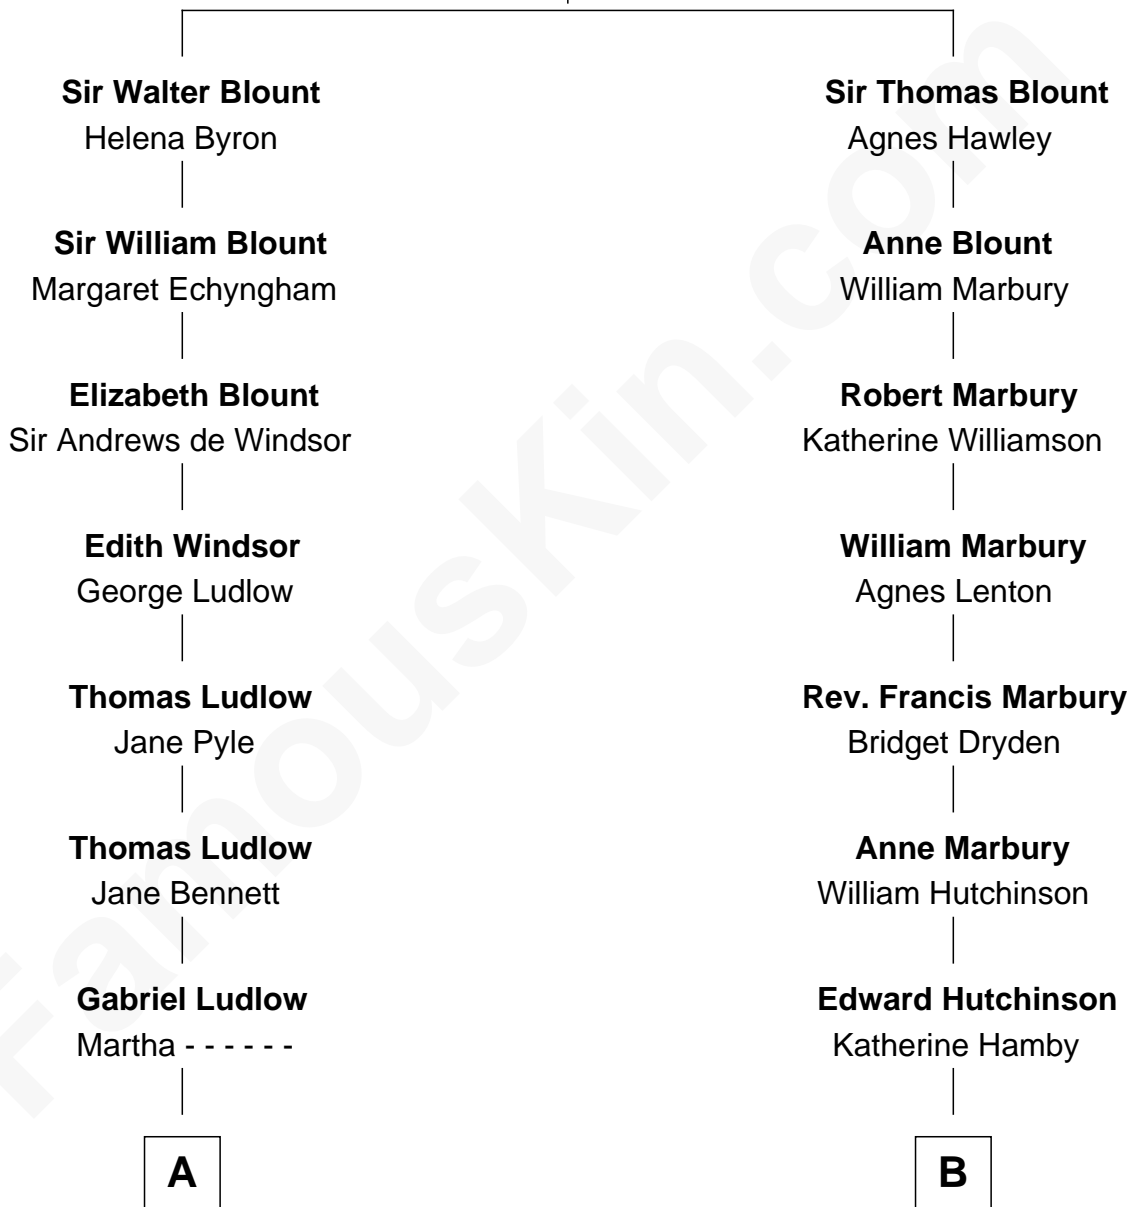 Sir Walter Blount
Helena Byron
Sir William Blount
Margaret Echyngham
Elizabeth Blount
Sir Andrews de Windsor
Edith Windsor
George Ludlow
Thomas Ludlow
Jane Pyle
Thomas Ludlow
Jane Bennett
Gabriel Ludlow
Martha - - - - - -
A
Sir Thomas Blount
Agnes Hawley
Anne Blount
William Marbury
Robert Marbury
Katherine Williamson
William Marbury
Agnes Lenton
Rev. Francis Marbury
Bridget Dryden
Anne Marbury
William Hutchinson
Edward Hutchinson
Katherine Hamby
B
FamousKin.com